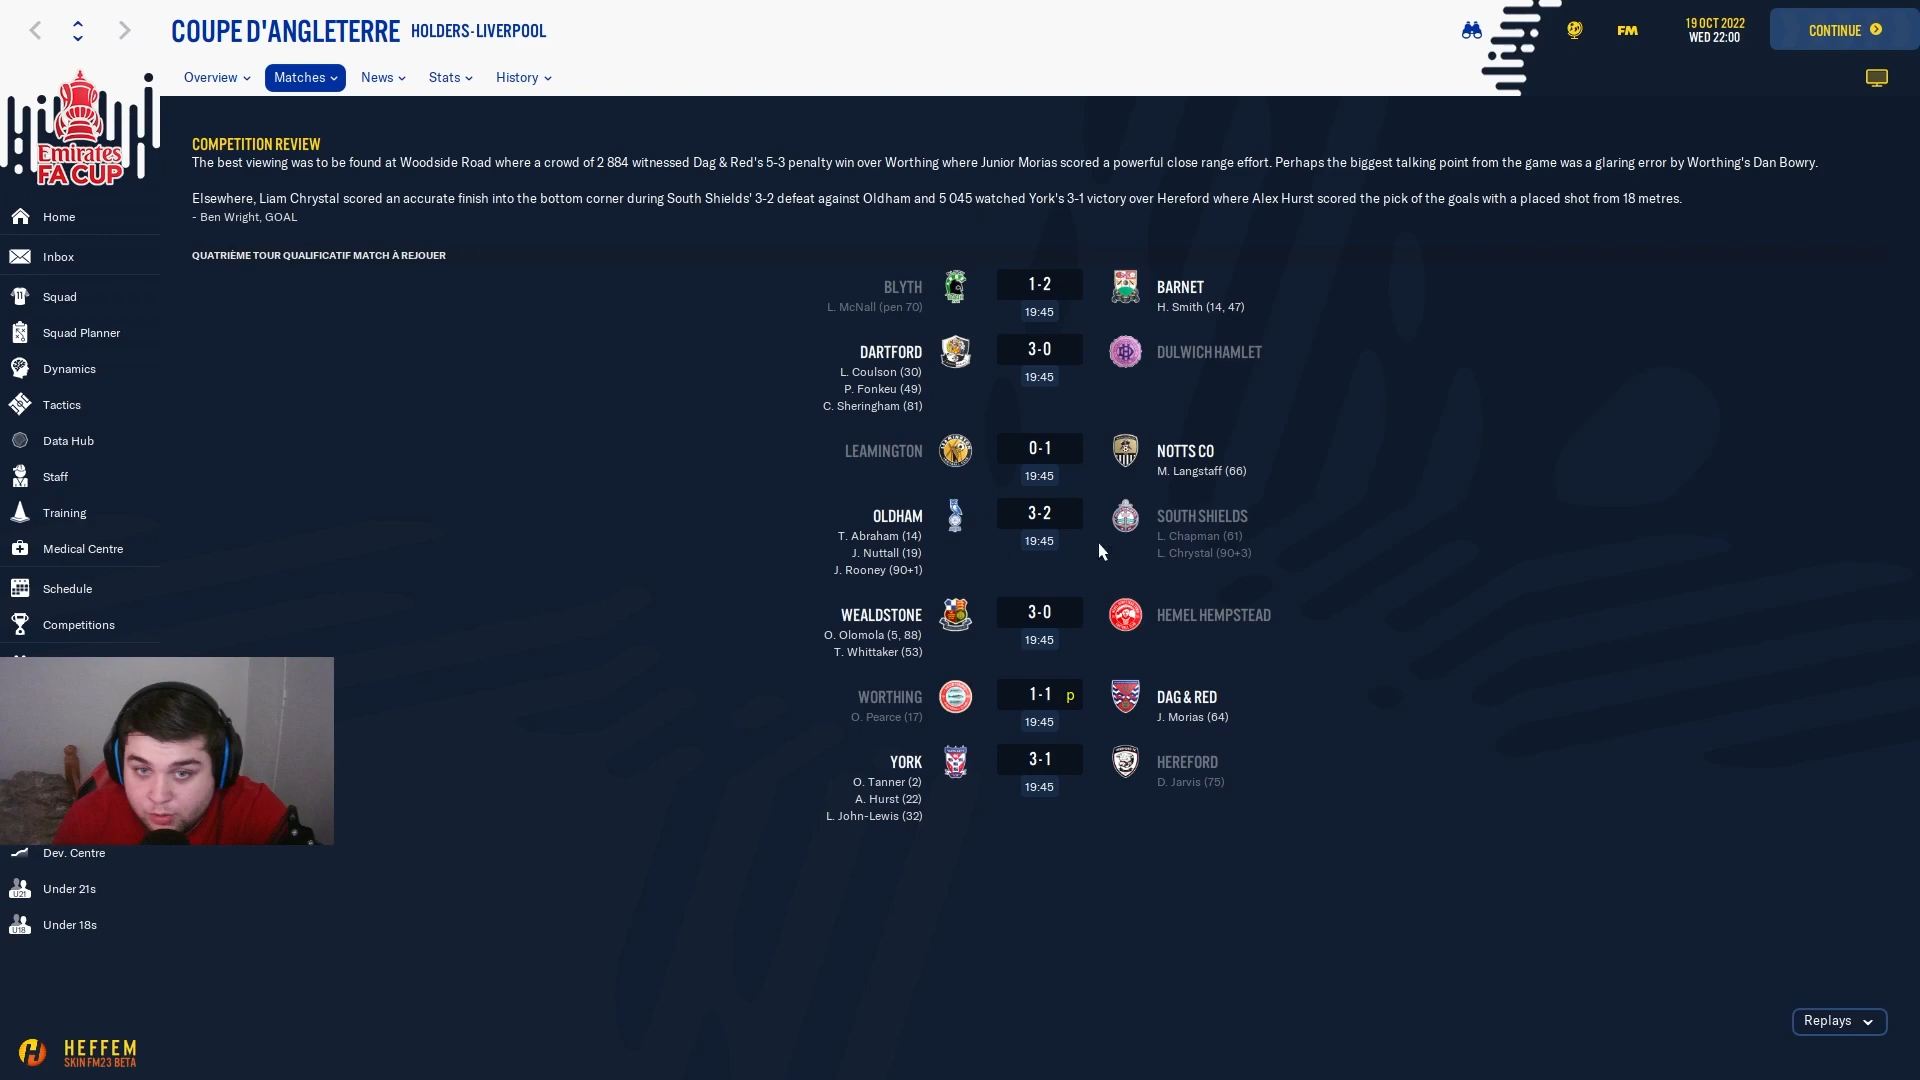 COUPE D'ANGLETERRE HOLDERS - LIVERPOOL
FM
19 OCT 2022
WED 22:00
CONTINUE
Overview
Matches
News
Stats
History
Emirates
FA CUP
Home
Inbox
Squad
Squad Planner
Dynamics
Tactics
Data Hub
Staff
Training
Medical Centre
Schedule
Competitions
Dev. Centre
U21
Under 21s
U18
Under 18s
HEFFEM
SKIN FM23 BETA
COMPETITION REVIEW
The best viewing was to be found at Woodside Road where a crowd of 2 884 witnessed Dag & Red's 5-3 penalty win over Worthing where Junior Morias scored a powerful close range effort. Perhaps the biggest talking point from the game was a glaring error by Worthing's Dan Bowry.
Elsewhere, Liam Chrystal scored an accurate finish into the bottom corner during South Shields' 3-2 defeat against Oldham and 5 045 watched York's 3-1 victory over Hereford where Alex Hurst scored the pick of the goals with a placed shot from 18 metres.
- Ben Wright, GOAL
QUATRIÈME TOUR QUALIFICATIF MATCH À REJOUER
BLYTH 1-2 BARNET
L. McNall (pen 70) 19:45 H. Smith (14, 47)
DARTFORD 3-0 DULWICH HAMLET
L. Coulson (30) 19:45
P. Fonkeu (49)
C. Sheringham (81)
LEAMINGTON 0-1 NOTTS CO
19:45 M. Langstaff (66)
OLDHAM 3-2 SOUTH SHIELDS
T. Abraham (14) 19:45 L. Chapman (61)
J. Nuttall (19) L. Chrystal (90+3)
J. Rooney (90+1)
WEALDSTONE 3-0 HEMEL HEMPSTEAD
O. Olomola (5, 88) 19:45
T. Whittaker (53)
WORTHING 1-1 p DAG & RED
O. Pearce (17) 19:45 J. Morias (64)
YORK 3-1 HEREFORD
O. Tanner (2) 19:45 D. Jarvis (75)
A. Hurst (22)
L. John-Lewis (32)
Replays